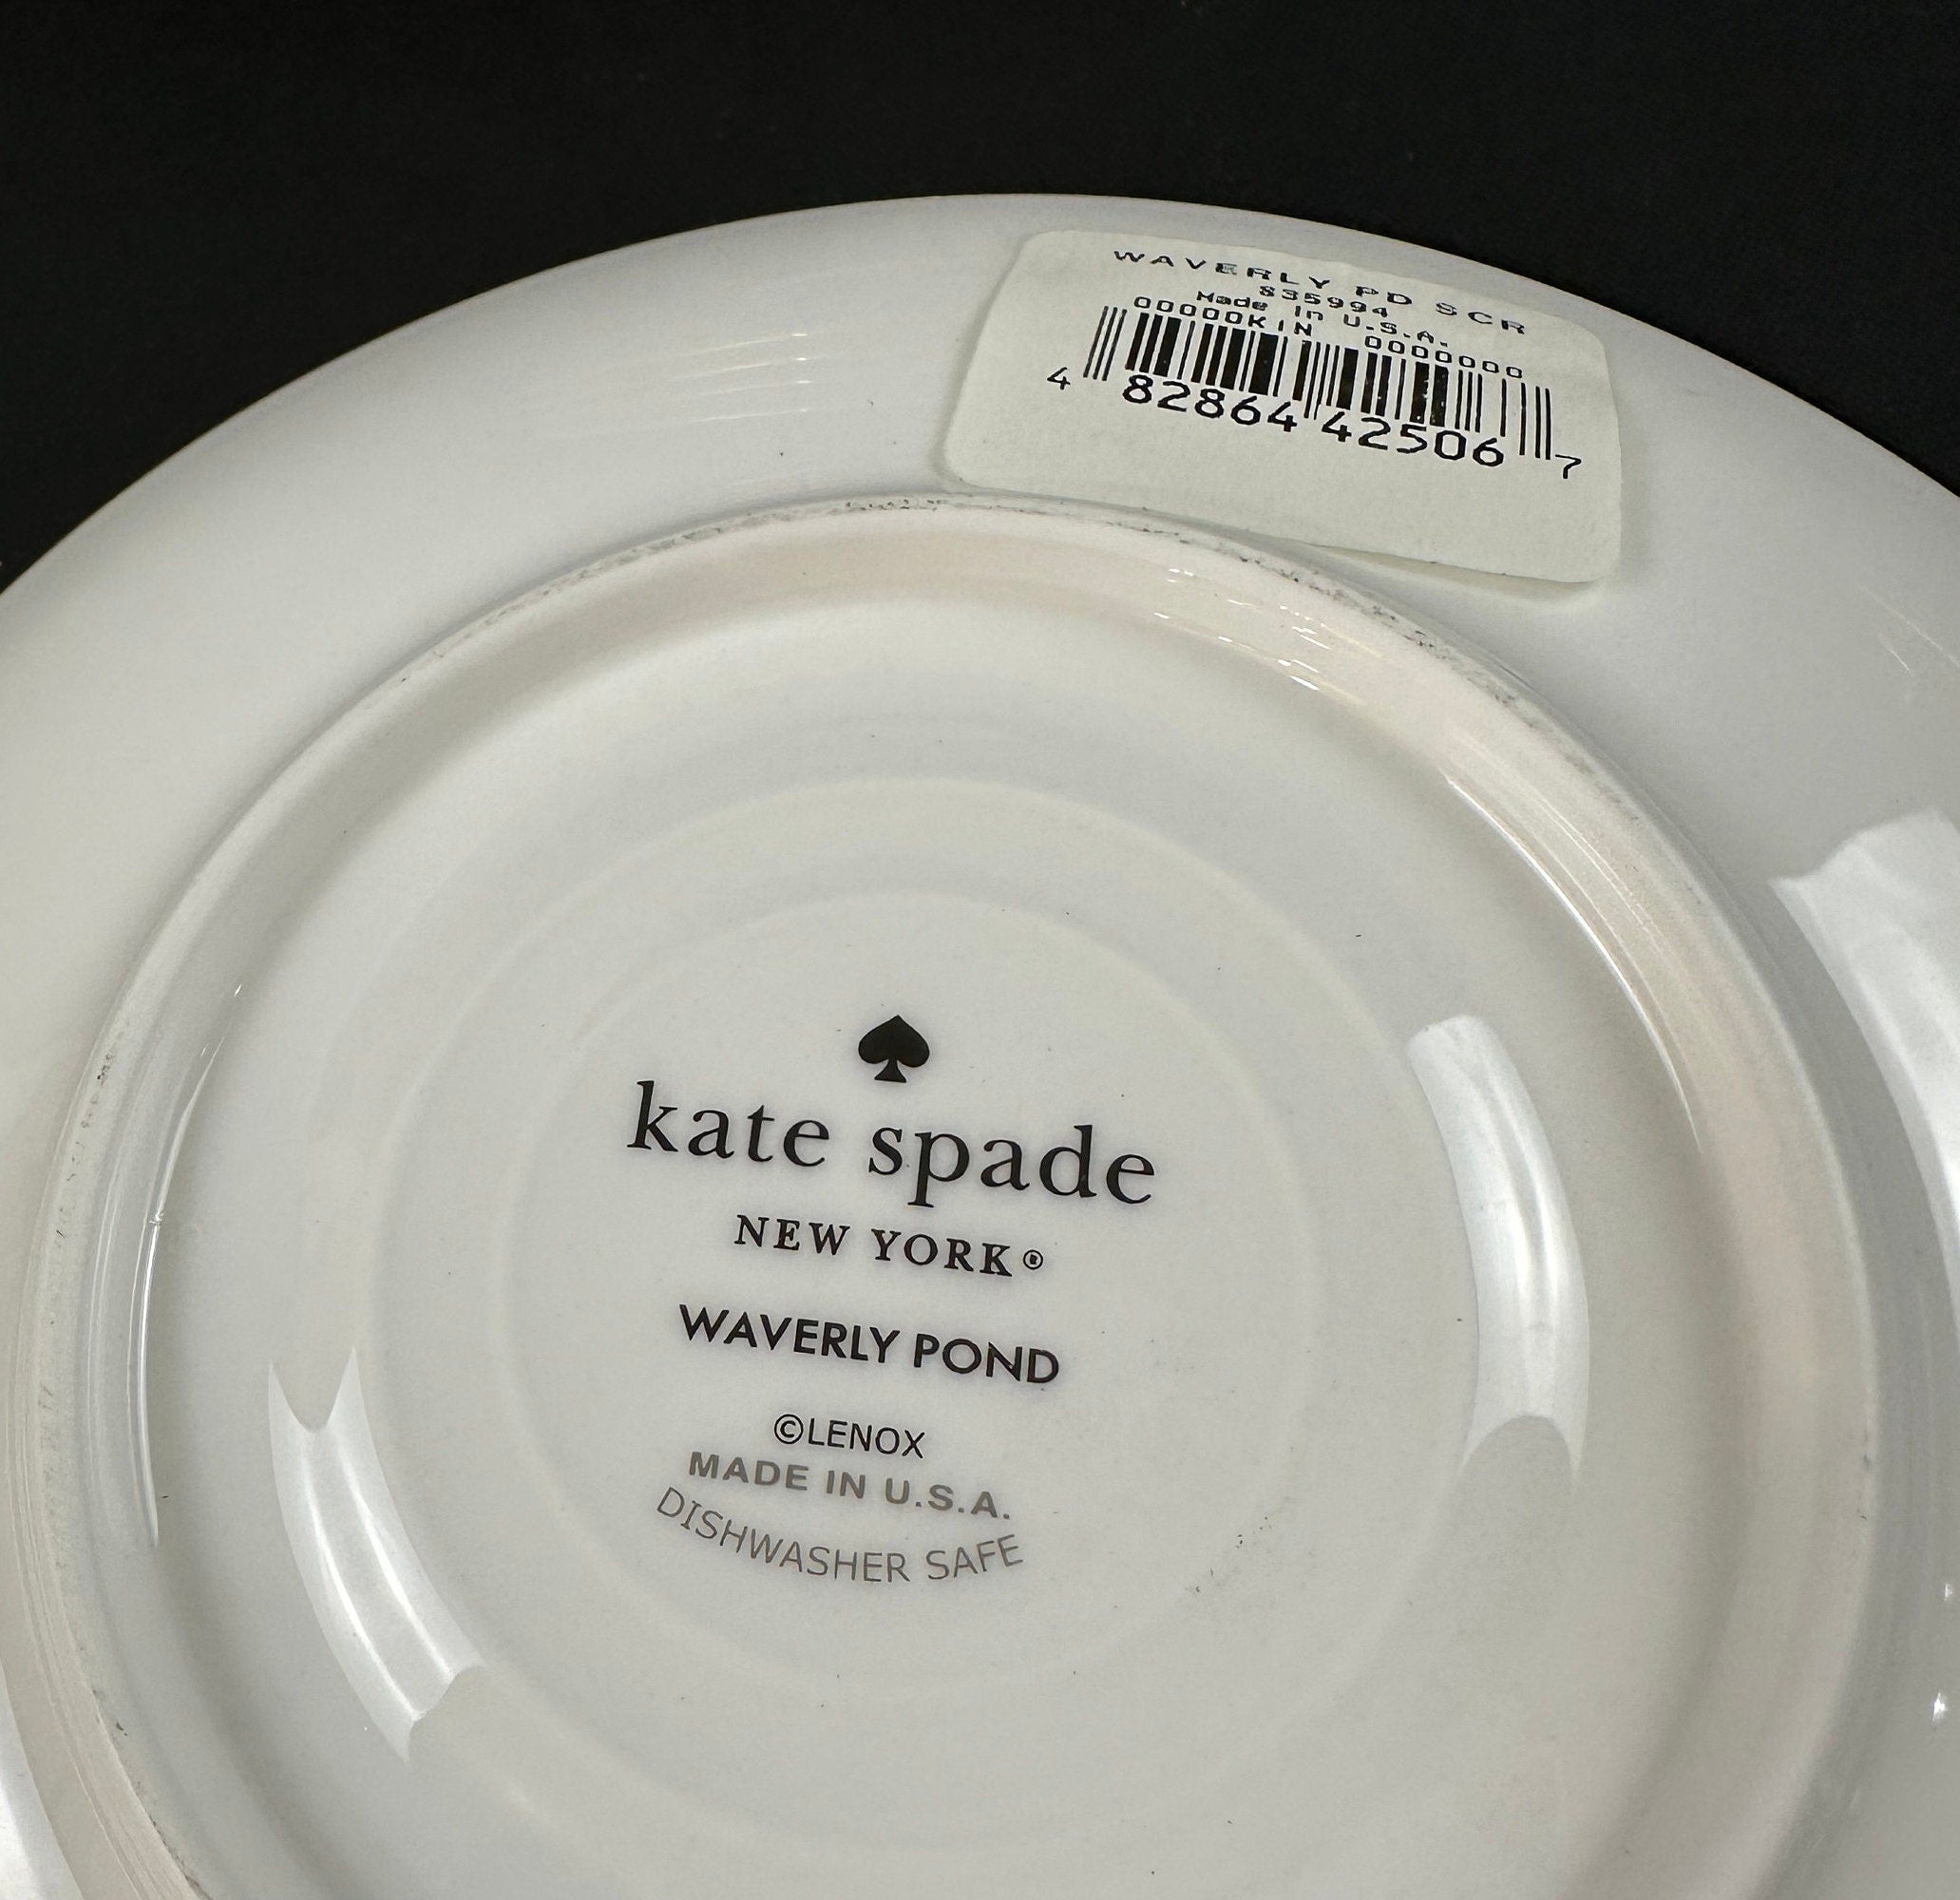 WAVERLY PD SCR
835994
Made in U.S.A.
00000KIN 0000000
4 82864 42506 7
kate spade
NEW YORK®
WAVERLY POND
©LENOX
MADE IN U.S.A.
DISHWASHER SAFE